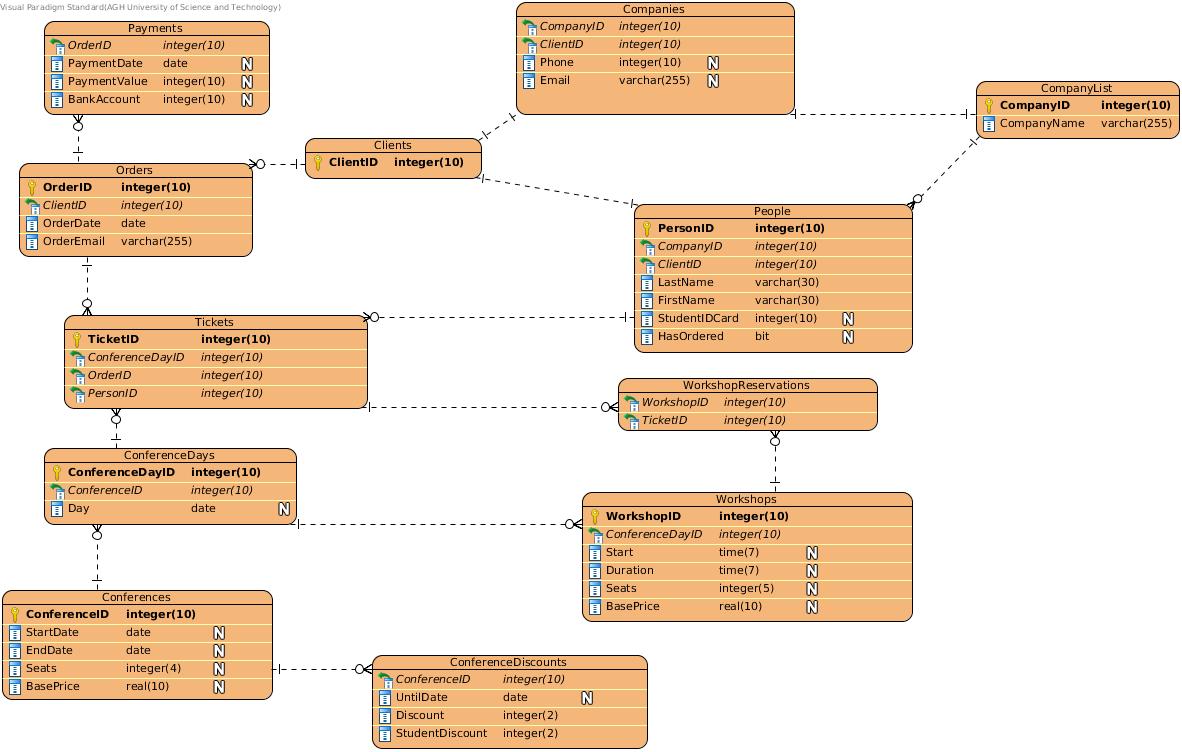 Visual Paradigm Standard(AGH University of Science and Technology)
Payments
OrderID integer(10)
PaymentDate date N
PaymentValue integer(10) N
BankAccount integer(10) N
Companies
CompanyID integer(10)
ClientID integer(10)
Phone integer(10) N
Email varchar(255) N
CompanyList
CompanyID integer(10)
CompanyName varchar(255)
Clients
ClientID integer(10)
Orders
OrderID integer(10)
ClientID integer(10)
OrderDate date
OrderEmail varchar(255)
People
PersonID integer(10)
CompanyID integer(10)
ClientID integer(10)
LastName varchar(30)
FirstName varchar(30)
StudentIDCard integer(10) N
HasOrdered bit N
Tickets
TicketID integer(10)
ConferenceDayID integer(10)
OrderID integer(10)
PersonID integer(10)
WorkshopReservations
WorkshopID integer(10)
TicketID integer(10)
ConferenceDays
ConferenceDayID integer(10)
ConferenceID integer(10)
Day date N
Workshops
WorkshopID integer(10)
ConferenceDayID integer(10)
Start time(7) N
Duration time(7) N
Seats integer(5) N
BasePrice real(10) N
Conferences
ConferenceID integer(10)
StartDate date N
EndDate date N
Seats integer(4) N
BasePrice real(10) N
ConferenceDiscounts
ConferenceID integer(10)
UntilDate date N
Discount integer(2)
StudentDiscount integer(2)